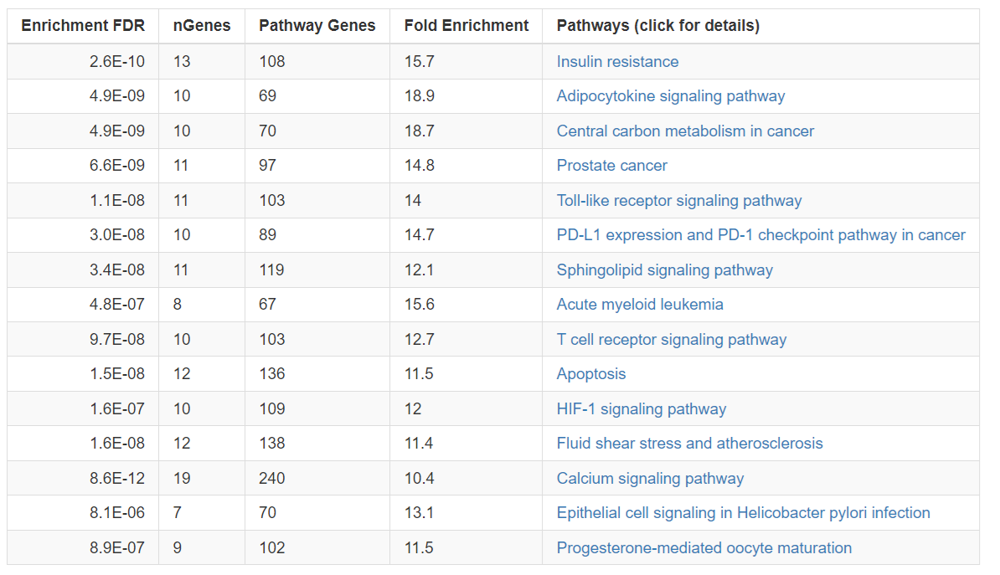 Enrichment FDR nGenes Pathway Genes Fold Enrichment Pathways (click for details)
2.6E-10 13 108 15.7 Insulin resistance
4.9E-09 10 69 18.9 Adipocytokine signaling pathway
4.9E-09 10 70 18.7 Central carbon metabolism in cancer
6.6E-09 11 97 14.8 Prostate cancer
1.1E-08 11 103 14 Toll-like receptor signaling pathway
3.0E-08 10 89 14.7 PD-L1 expression and PD-1 checkpoint pathway in cancer
3.4E-08 11 119 12.1 Sphingolipid signaling pathway
4.8E-07 8 67 15.6 Acute myeloid leukemia
9.7E-08 10 103 12.7 T cell receptor signaling pathway
1.5E-08 12 136 11.5 Apoptosis
1.6E-07 10 109 12 HIF-1 signaling pathway
1.6E-08 12 138 11.4 Fluid shear stress and atherosclerosis
8.6E-12 19 240 10.4 Calcium signaling pathway
8.1E-06 7 70 13.1 Epithelial cell signaling in Helicobacter pylori infection
8.9E-07 9 102 11.5 Progesterone-mediated oocyte maturation